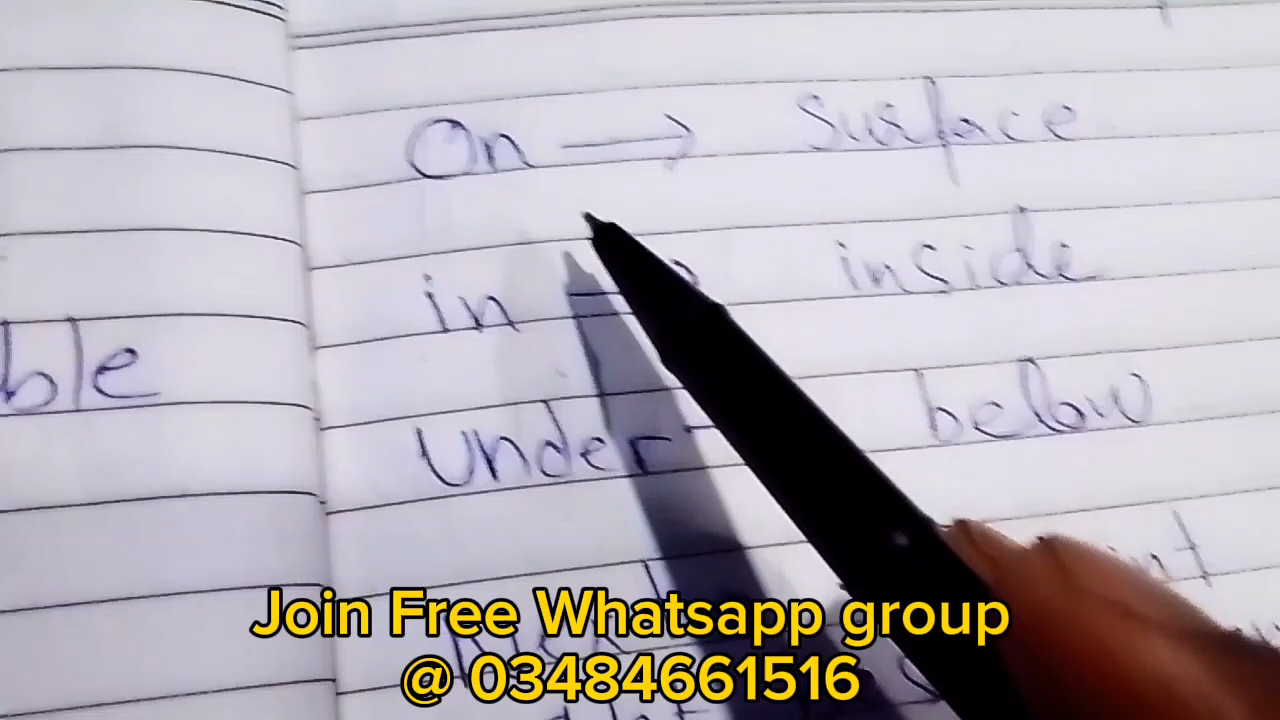 On → Surface
in → inside
ble
under below
Join Free Whatsapp group
@ 03484661516